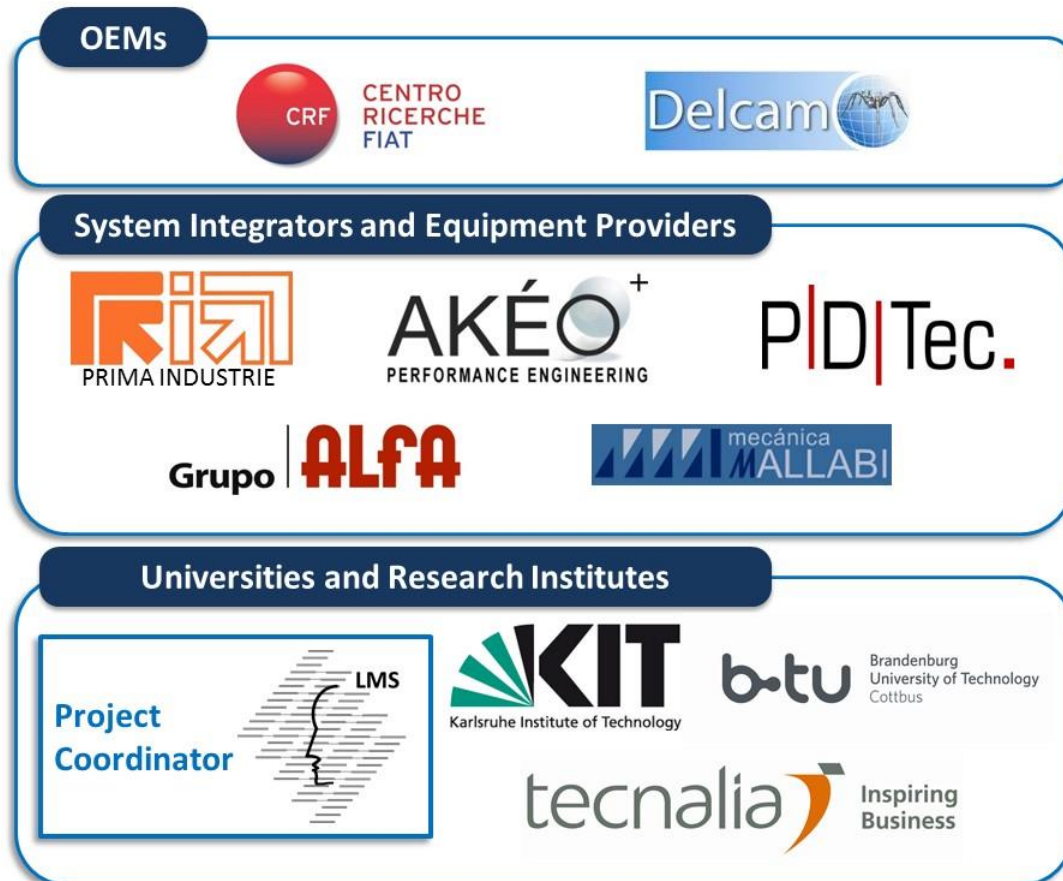 OEMs
CRF
CENTRO
RICERCHE
FIAT
Delcam
System Integrators and Equipment Providers
PRIMA INDUSTRIE
AKÉO+
PERFORMANCE ENGINEERING
P|D|Tec.
Grupo ALFA
mecánica
MALLABI
Universities and Research Institutes
Project
Coordinator
LMS
KIT
Karlsruhe Institute of Technology
b-tu
Brandenburg
University of Technology
Cottbus
tecnalia
Inspiring
Business